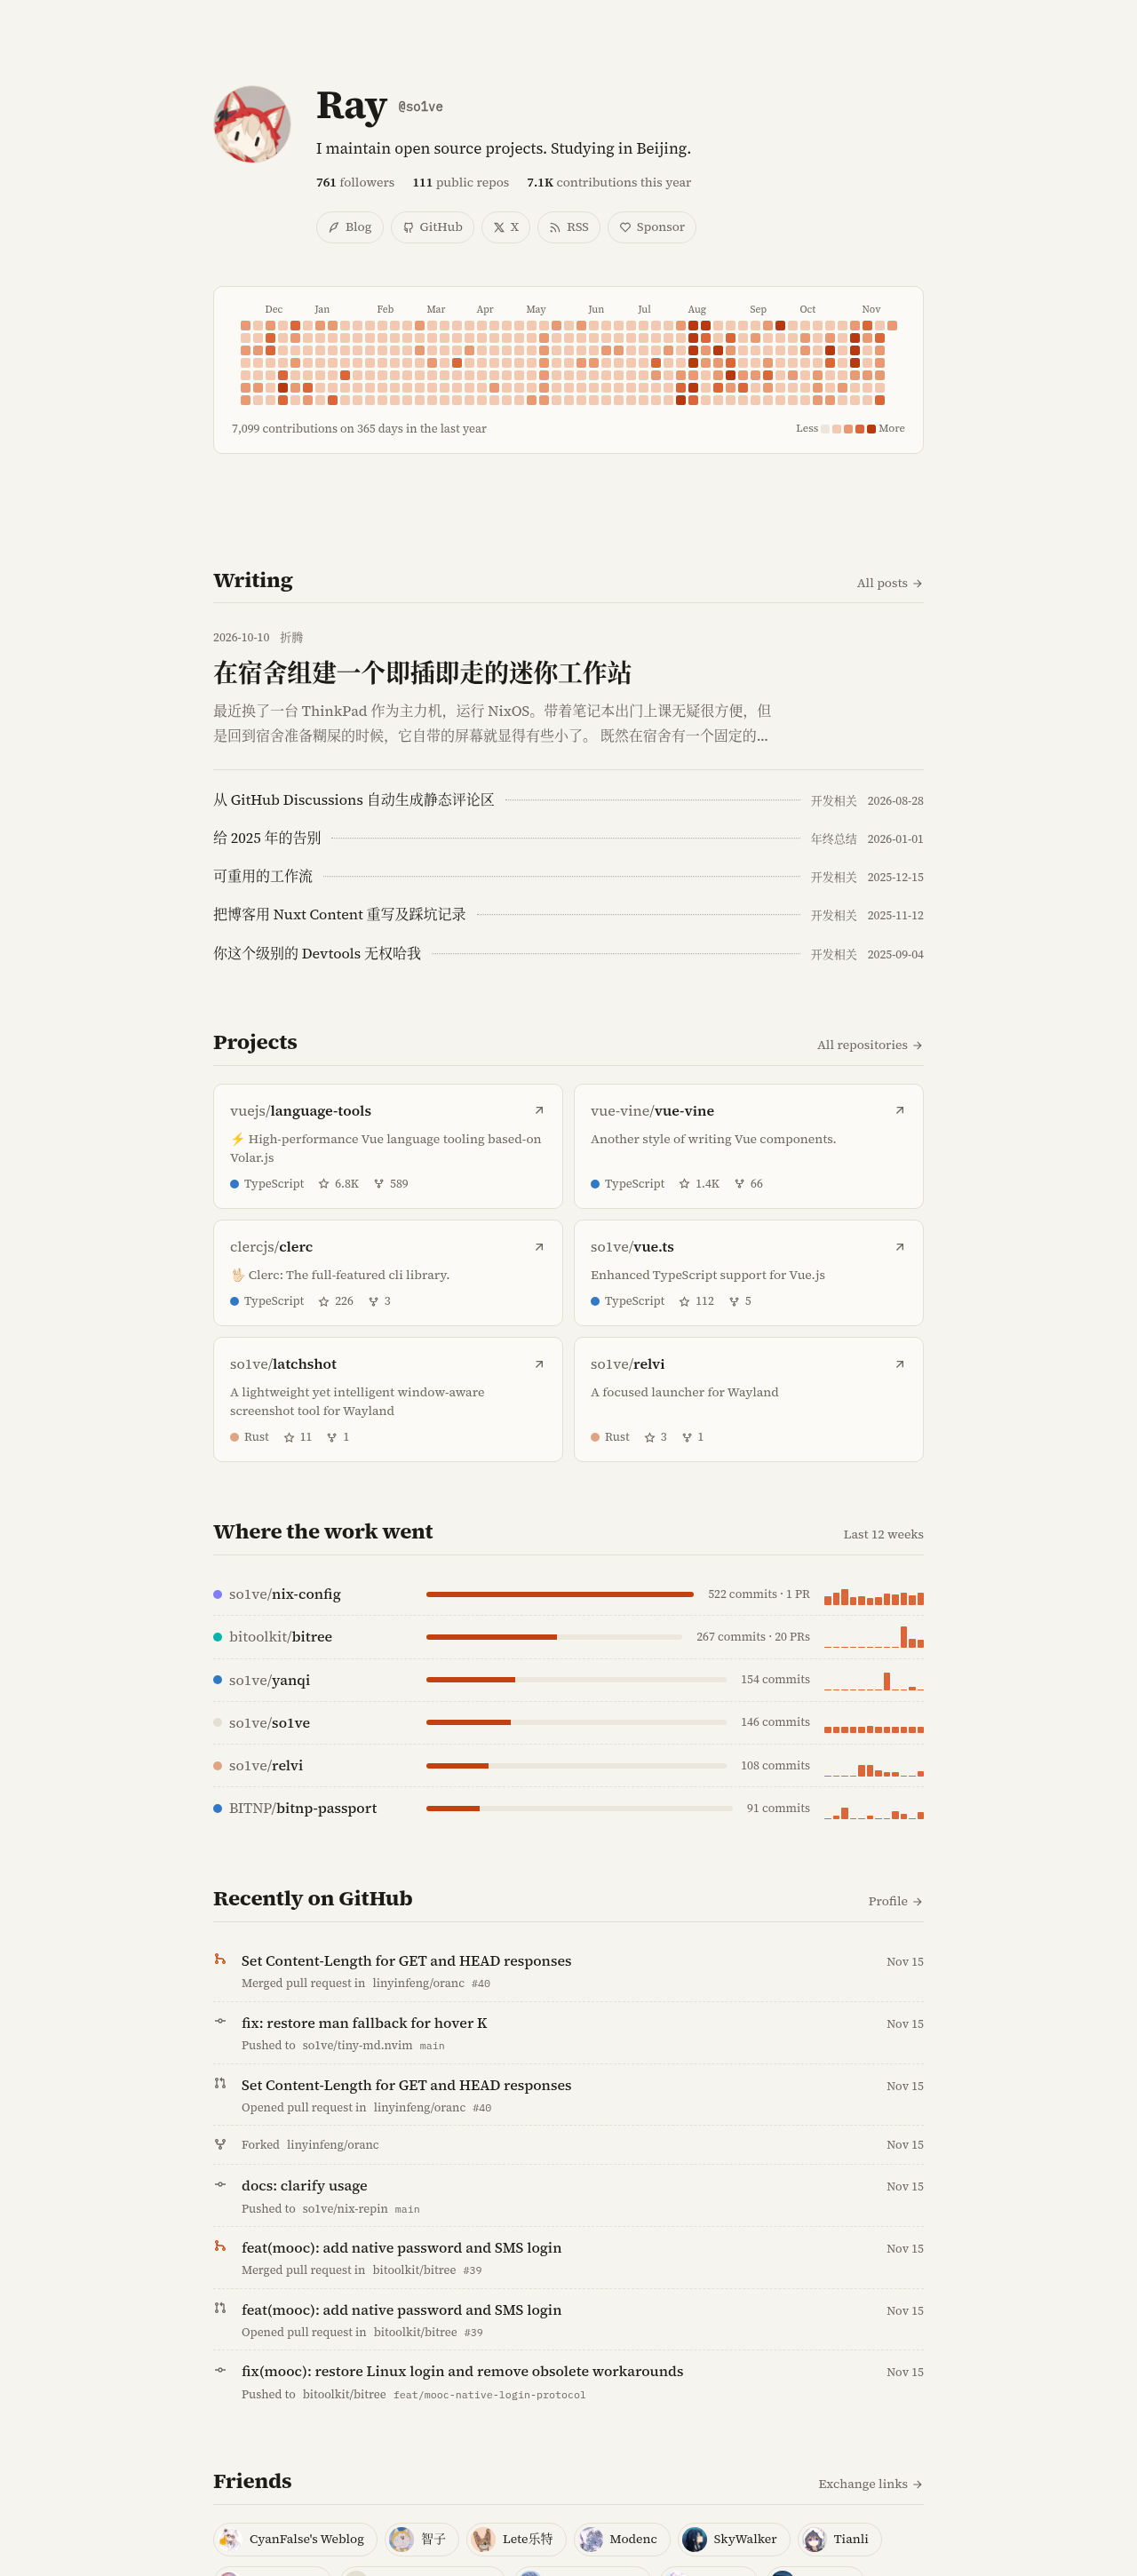 Ray @so1ve
I maintain open source projects. Studying in Beijing.
761 followers 111 public repos 7.1K contributions this year
Blog GitHub X RSS Sponsor
Dec Jan Feb Mar Apr May Jun Jul Aug Sep Oct Nov
7,099 contributions on 365 days in the last year Less More
Writing All posts →
2026-10-10 折腾
在宿舍组建一个即插即走的迷你工作站
最近换了一台 ThinkPad 作为主力机，运行 NixOS。带着笔记本出门上课无疑很方便，但
是回到宿舍准备糊屎的时候，它自带的屏幕就显得有些小了。 既然在宿舍有一个固定的...
从 GitHub Discussions 自动生成静态评论区 开发相关 2026-08-28
给 2025 年的告别 年终总结 2026-01-01
可重用的工作流 开发相关 2025-12-15
把博客用 Nuxt Content 重写及踩坑记录 开发相关 2025-11-12
你这个级别的 Devtools 无权哈我 开发相关 2025-09-04
Projects All repositories →
vuejs/language-tools
⚡ High-performance Vue language tooling based-on
Volar.js
TypeScript 6.8K 589
vue-vine/vue-vine
Another style of writing Vue components.
TypeScript 1.4K 66
clercjs/clerc
🖖🏻 Clerc: The full-featured cli library.
TypeScript 226 3
so1ve/vue.ts
Enhanced TypeScript support for Vue.js
TypeScript 112 5
so1ve/latchshot
A lightweight yet intelligent window-aware
screenshot tool for Wayland
Rust 11 1
so1ve/relvi
A focused launcher for Wayland
Rust 3 1
Where the work went Last 12 weeks
so1ve/nix-config 522 commits · 1 PR
bitoolkit/bitree 267 commits · 20 PRs
so1ve/yanqi 154 commits
so1ve/so1ve 146 commits
so1ve/relvi 108 commits
BITNP/bitnp-passport 91 commits
Recently on GitHub Profile →
Set Content-Length for GET and HEAD responses Nov 15
Merged pull request in linyinfeng/oranc #40
fix: restore man fallback for hover K Nov 15
Pushed to so1ve/tiny-md.nvim main
Set Content-Length for GET and HEAD responses Nov 15
Opened pull request in linyinfeng/oranc #40
Forked linyinfeng/oranc Nov 15
docs: clarify usage Nov 15
Pushed to so1ve/nix-repin main
feat(mooc): add native password and SMS login Nov 15
Merged pull request in bitoolkit/bitree #39
feat(mooc): add native password and SMS login Nov 15
Opened pull request in bitoolkit/bitree #39
fix(mooc): restore Linux login and remove obsolete workarounds Nov 15
Pushed to bitoolkit/bitree feat/mooc-native-login-protocol
Friends Exchange links →
CyanFalse's Weblog 智子 Lete乐特 Modenc SkyWalker Tianli